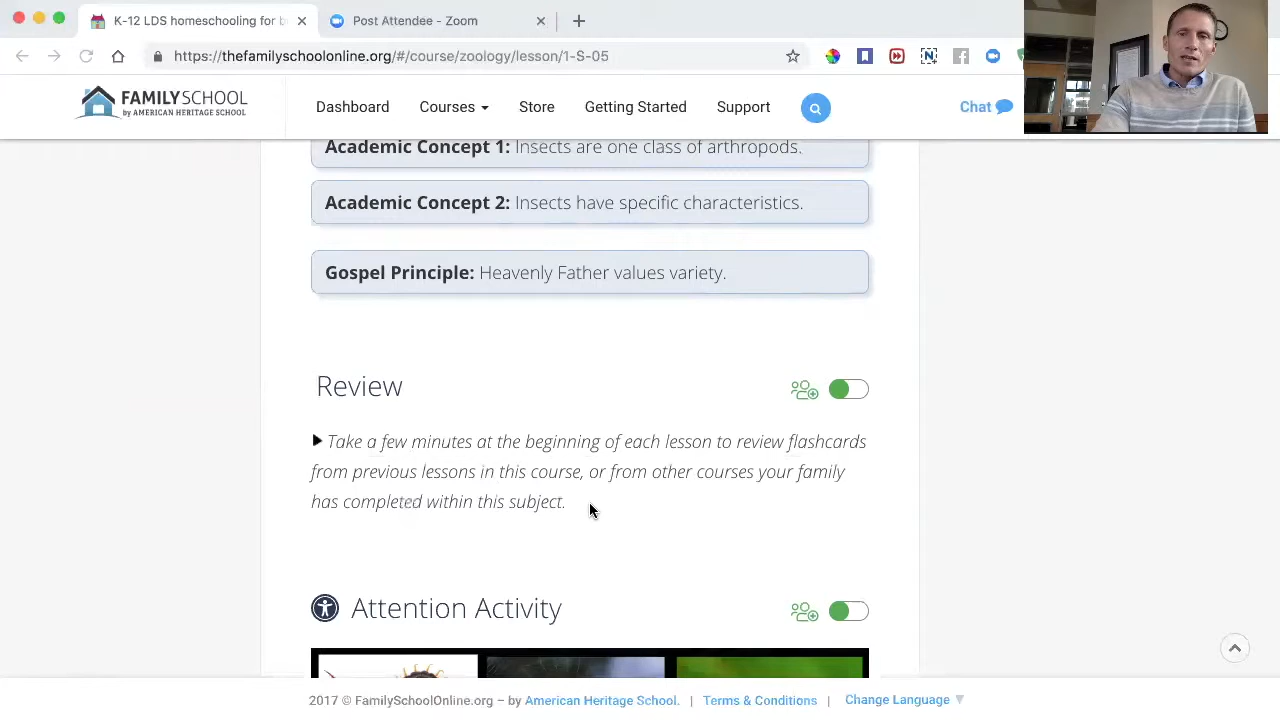 K-12 LDS homeschooling for b
Post Attendee - Zoom
https://thefamilyschoolonline.org/#/course/zoology/lesson/1-S-05
FAMILYSCHOOL
by AMERICAN HERITAGE SCHOOL
Dashboard
Courses
Store
Getting Started
Support
Chat
Academic Concept 1: Insects are one class of arthropods.
Academic Concept 2: Insects have specific characteristics.
Gospel Principle: Heavenly Father values variety.
Review
Take a few minutes at the beginning of each lesson to review flashcards
from previous lessons in this course, or from other courses your family
has completed within this subject.
Attention Activity
2017 © FamilySchoolOnline.org – by American Heritage School. | Terms & Conditions | Change Language